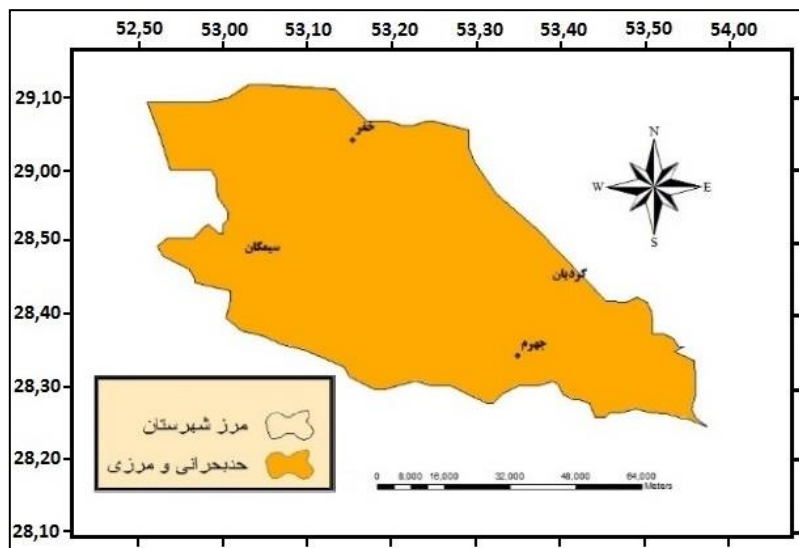 52,50 53,00 53,10 53,20 53,30 53,40 53,50 54,00
29,10
29,00
28,50
28,40
28,30
28,20
28,10
N
W E
S
خفر
سیمکان
کردیان
جهرم
مرز شهرستان
حدبحرانی و مرزی
0 8,000 16,000 32,000 48,000 64,000
Meters